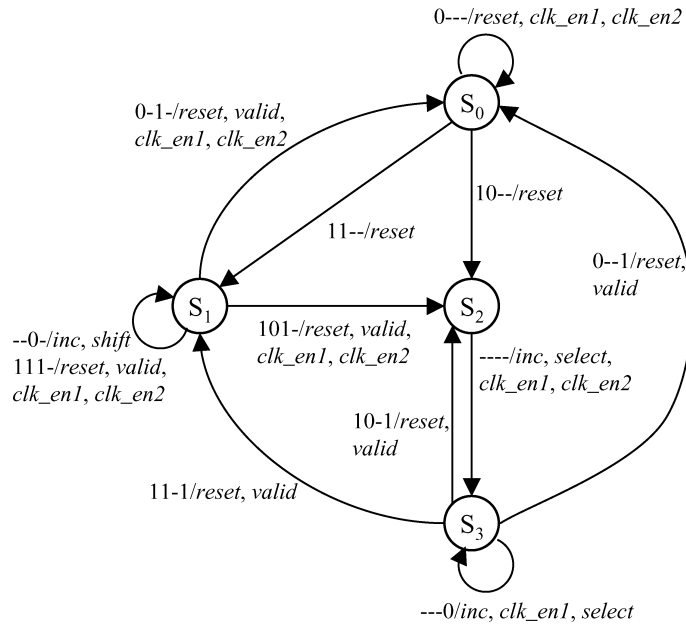 0---/reset, clk_en1, clk_en2
S0
0-1-/reset, valid,
clk_en1, clk_en2
10--/reset
11--/reset
0--1/reset,
valid
S1
S2
101-/reset, valid,
clk_en1, clk_en2
--0-/inc, shift
111-/reset, valid,
clk_en1, clk_en2
----/inc, select,
clk_en1, clk_en2
10-1/reset,
valid
11-1/reset, valid
S3
---0/inc, clk_en1, select